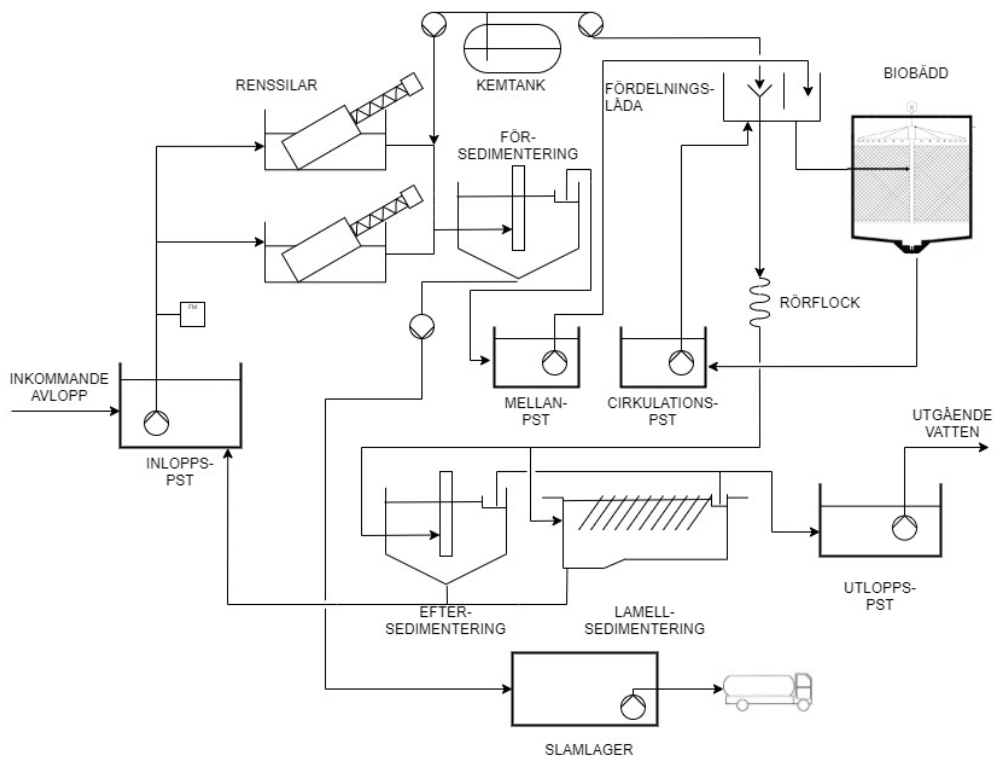 RENSSILAR
KEMTANK
FÖRDELNINGS-
LÅDA
BIOBÄDD
M
FÖR-
SEDIMENTERING
RÖRFLOCK
FM
INKOMMANDE
AVLOPP
INLOPPS-
PST
MELLAN-
PST
CIRKULATIONS-
PST
UTGÅENDE
VATTEN
EFTER-
SEDIMENTERING
LAMELL-
SEDIMENTERING
UTLOPPS-
PST
SLAMLAGER